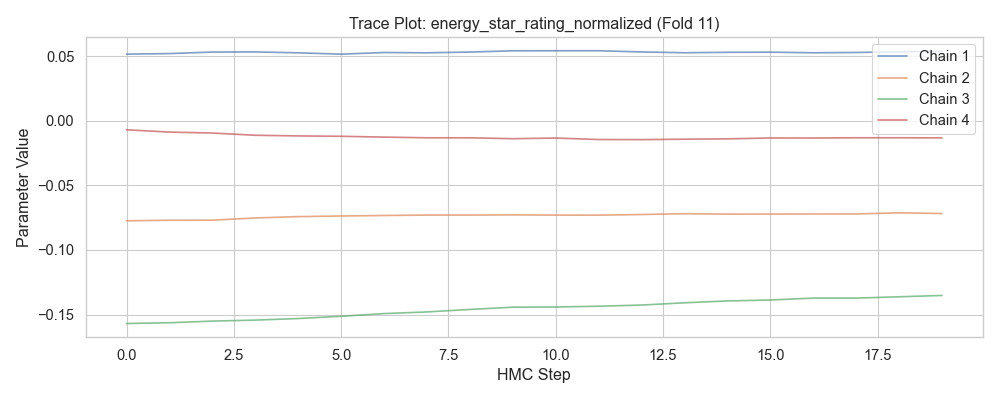 Trace Plot: energy_star_rating_normalized (Fold 11)
Parameter Value
0.05
0.00
−0.05
−0.10
−0.15
Chain 1
Chain 2
Chain 3
Chain 4
0.0 2.5 5.0 7.5 10.0 12.5 15.0 17.5
HMC Step